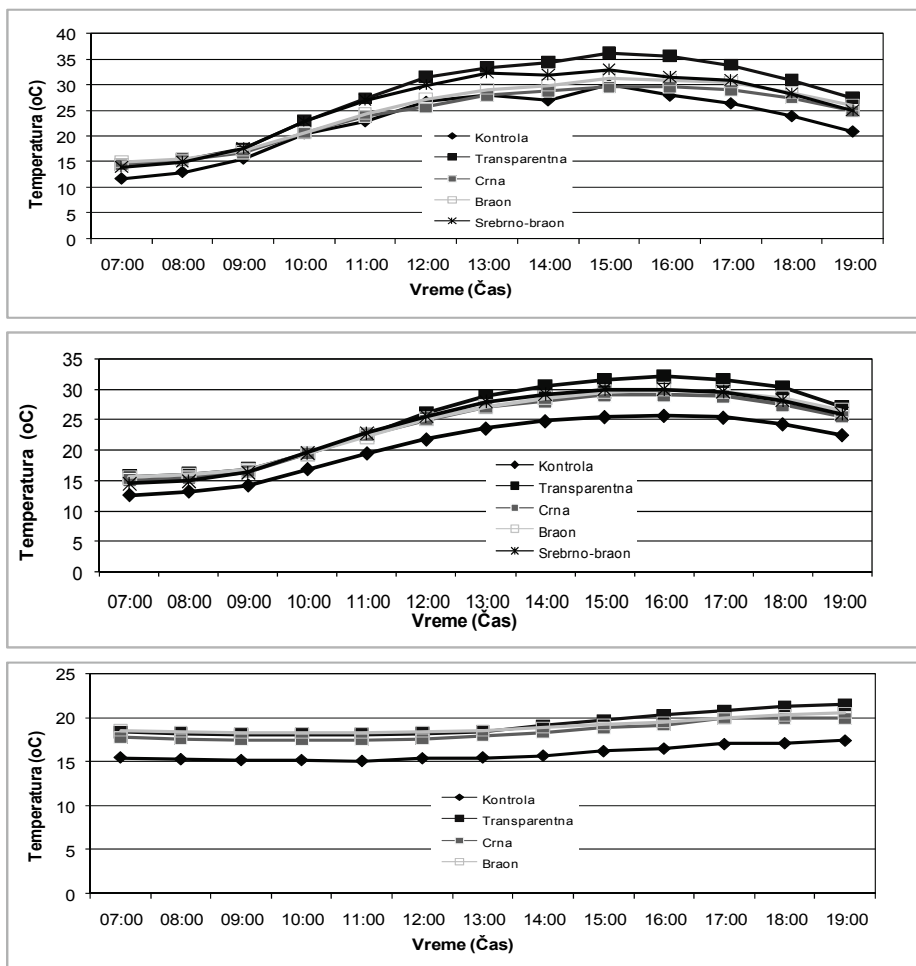 Temperatura (oC)
40
35
30
25
20
15
10
5
0
Kontrola
Transparentna
Crna
Braon
Srebrno-braon
07:00 08:00 09:00 10:00 11:00 12:00 13:00 14:00 15:00 16:00 17:00 18:00 19:00
Vreme (Čas)
Temperatura (oC)
35
30
25
20
15
10
5
0
Kontrola
Transparentna
Crna
Braon
Srebrno-braon
07:00 08:00 09:00 10:00 11:00 12:00 13:00 14:00 15:00 16:00 17:00 18:00 19:00
Vreme (Čas)
Temperatura (oC)
25
20
15
10
5
0
Kontrola
Transparentna
Crna
Braon
07:00 08:00 09:00 10:00 11:00 12:00 13:00 14:00 15:00 16:00 17:00 18:00 19:00
Vreme (Čas)